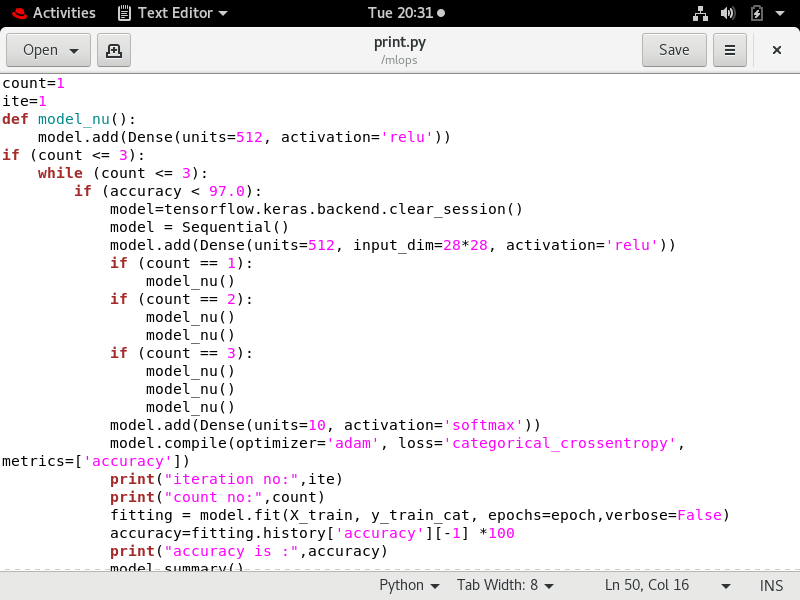 Activities Text Editor Tue 20:31
Open print.py Save
/mlops
count=1
ite=1
def model_nu():
    model.add(Dense(units=512, activation='relu'))
if (count <= 3):
    while (count <= 3):
        if (accuracy < 97.0):
            model=tensorflow.keras.backend.clear_session()
            model = Sequential()
            model.add(Dense(units=512, input_dim=28*28, activation='relu'))
            if (count == 1):
                model_nu()
            if (count == 2):
                model_nu()
                model_nu()
            if (count == 3):
                model_nu()
                model_nu()
                model_nu()
            model.add(Dense(units=10, activation='softmax'))
            model.compile(optimizer='adam', loss='categorical_crossentropy',
metrics=['accuracy'])
            print("iteration no:",ite)
            print("count no:",count)
            fitting = model.fit(X_train, y_train_cat, epochs=epoch,verbose=False)
            accuracy=fitting.history['accuracy'][-1] *100
            print("accuracy is :",accuracy)
            model.summary()
Python Tab Width: 8 Ln 50, Col 16 INS